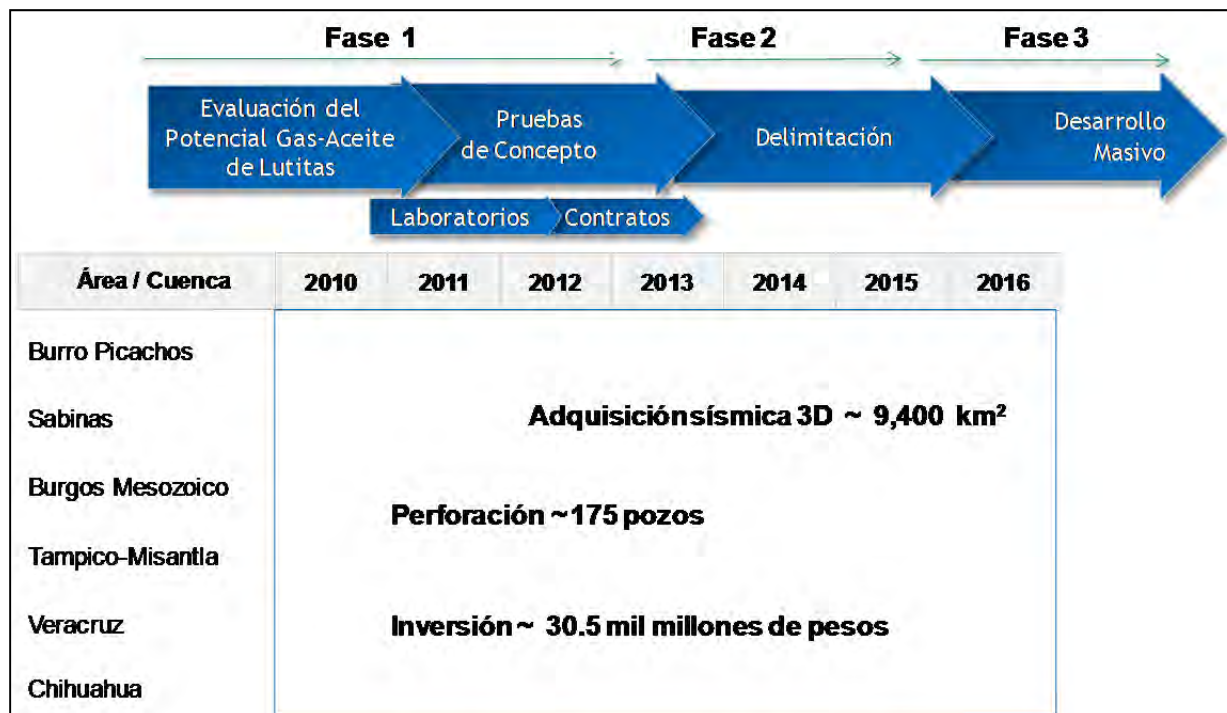 Fase 1
Fase 2
Fase 3
Evaluación del
Potencial Gas-Aceite
de Lutitas
Pruebas
de Concepto
Delimitación
Desarrollo
Masivo
Laboratorios
Contratos
Área / Cuenca 2010 2011 2012 2013 2014 2015 2016
Burro Picachos
Sabinas
Adquisición sísmica 3D ~ 9,400 km²
Burgos Mesozoico
Perforación ~175 pozos
Tampico-Misantla
Veracruz
Inversión ~ 30.5 mil millones de pesos
Chihuahua